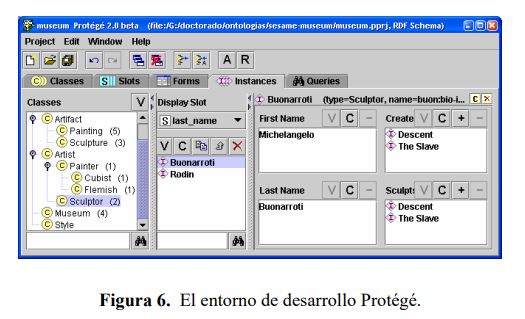 museum Protégé 2.0 beta (file:/G:/doctorado/ontologias/sesame-museum/museum.pprj, RDF Schema)
Project Edit Window Help
A R
C Classes S Slots Forms Instances Queries
Classes V
Artifact
Painting (5)
Sculpture (3)
Artist
Painter (1)
Cubist (1)
Flemish (1)
Sculptor (2)
Museum (4)
Style
Display Slot
S last_name
V C
Buonarroti
Rodin
Buonarroti (type=Sculptor, name=buon:bio-i... C
First Name V C −
Michelangelo
Create V C + −
Descent
The Slave
Last Name V C −
Buonarroti
Sculpt V C + −
Descent
The Slave
Figura 6. El entorno de desarrollo Protégé.